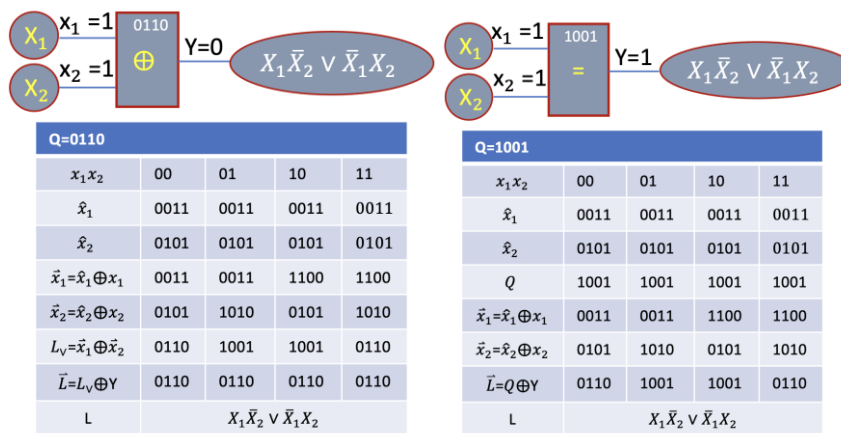 x₁ =1
X₁
x₂ =1
X₂
0110
⊕
Y=0
X₁X̄₂ ∨ X̄₁X₂
x₁ =1
X₁
x₂ =1
X₂
1001
=
Y=1
X₁X̄₂ ∨ X̄₁X₂
Q=0110
x₁x₂ 00 01 10 11
x̂₁ 0011 0011 0011 0011
x̂₂ 0101 0101 0101 0101
x⃗₁=x̂₁⊕x₁ 0011 0011 1100 1100
x⃗₂=x̂₂⊕x₂ 0101 1010 0101 1010
Lᵥ=x⃗₁⊕x⃗₂ 0110 1001 1001 0110
L⃗=Lᵥ⊕Y 0110 0110 0110 0110
L X₁X̄₂ ∨ X̄₁X₂
Q=1001
x₁x₂ 00 01 10 11
x̂₁ 0011 0011 0011 0011
x̂₂ 0101 0101 0101 0101
Q 1001 1001 1001 1001
x⃗₁=x̂₁⊕x₁ 0011 0011 1100 1100
x⃗₂=x̂₂⊕x₂ 0101 1010 0101 1010
L⃗=Q⊕Y 0110 1001 1001 0110
L X₁X̄₂ ∨ X̄₁X₂